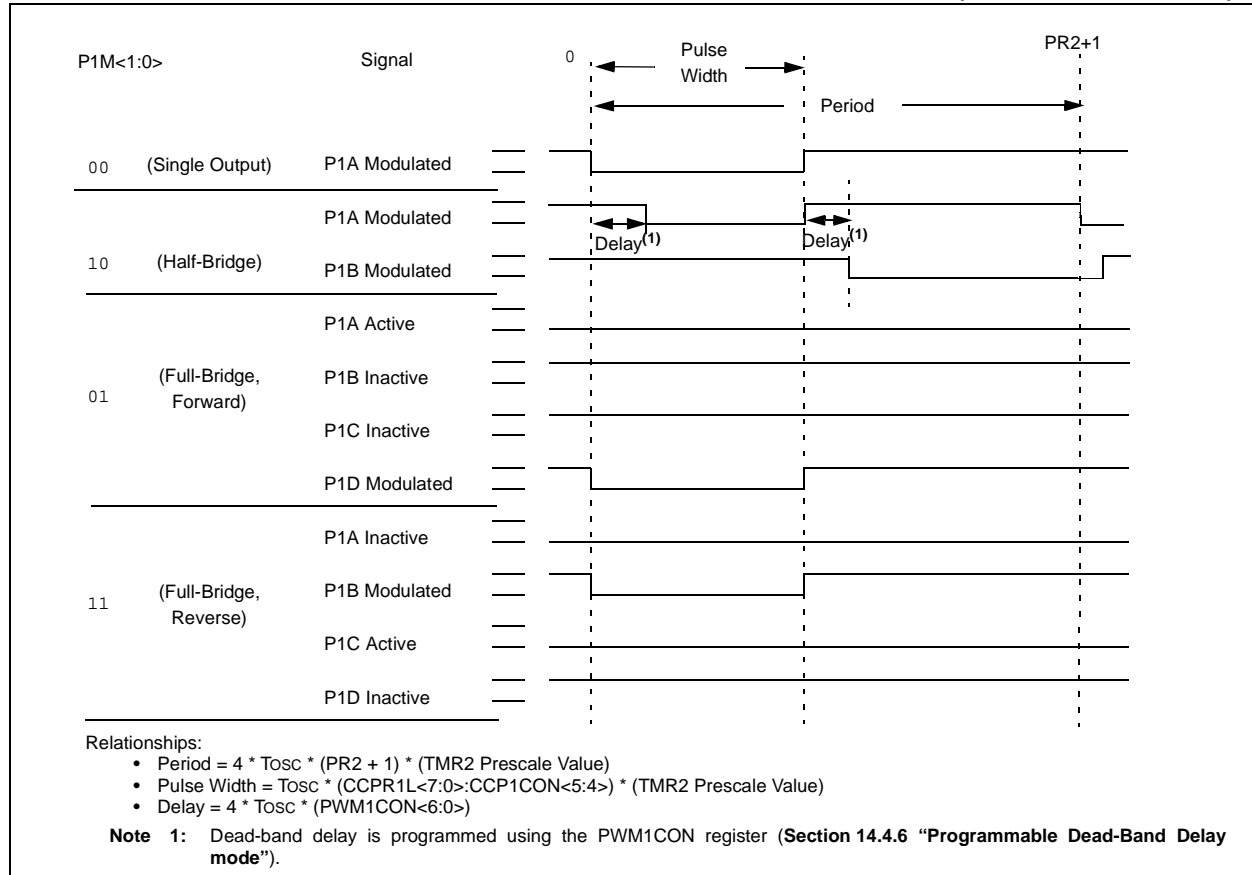 P1M<1:0>
Signal
0
Pulse
Width
PR2+1
Period
00 (Single Output) P1A Modulated
P1A Modulated
Delay(1) Delay(1)
10 (Half-Bridge) P1B Modulated
P1A Active
(Full-Bridge, P1B Inactive
01 Forward)
P1C Inactive
P1D Modulated
P1A Inactive
(Full-Bridge, P1B Modulated
11 Reverse)
P1C Active
P1D Inactive
Relationships:
• Period = 4 * TOSC * (PR2 + 1) * (TMR2 Prescale Value)
• Pulse Width = TOSC * (CCPR1L<7:0>:CCP1CON<5:4>) * (TMR2 Prescale Value)
• Delay = 4 * TOSC * (PWM1CON<6:0>)
Note 1: Dead-band delay is programmed using the PWM1CON register (Section 14.4.6 “Programmable Dead-Band Delay
mode”).